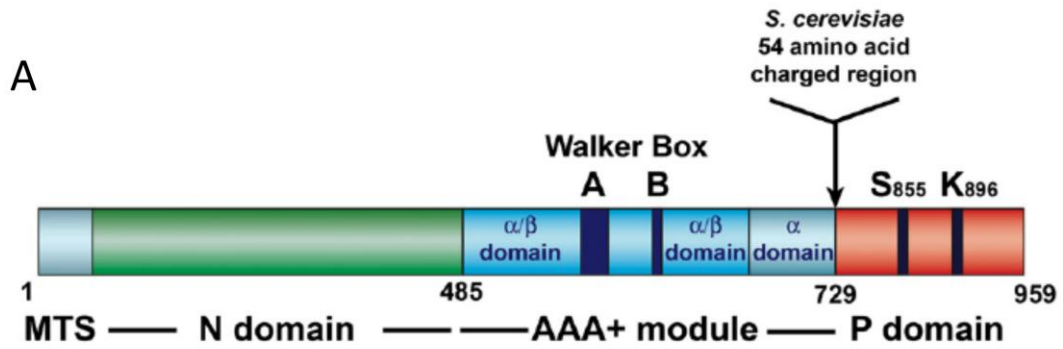 A
S. cerevisiae
54 amino acid
charged region
Walker Box
A B S855 K896
α/β domain
α/β domain
α domain
1 485 729 959
MTS N domain AAA+ module P domain